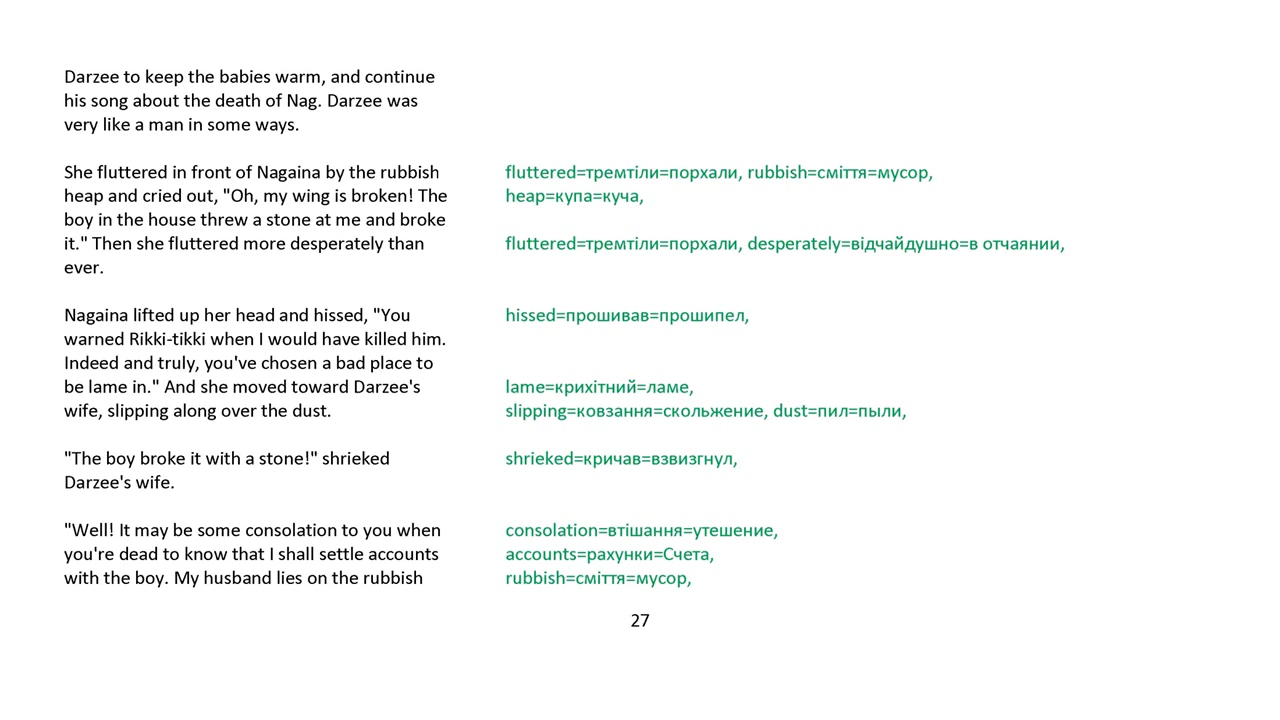 Darzee to keep the babies warm, and continue
his song about the death of Nag. Darzee was
very like a man in some ways.
She fluttered in front of Nagaina by the rubbish
heap and cried out, "Oh, my wing is broken! The
boy in the house threw a stone at me and broke
it." Then she fluttered more desperately than
ever.
Nagaina lifted up her head and hissed, "You
warned Rikki-tikki when I would have killed him.
Indeed and truly, you've chosen a bad place to
be lame in." And she moved toward Darzee's
wife, slipping along over the dust.
"The boy broke it with a stone!" shrieked
Darzee's wife.
"Well! It may be some consolation to you when
you're dead to know that I shall settle accounts
with the boy. My husband lies on the rubbish
fluttered=тремтіли=порхали, rubbish=сміття=мусор,
heap=купа=куча,
fluttered=тремтіли=порхали, desperately=відчайдушно=в отчаянии,
hissed=прошивав=прошипел,
lame=крихітний=ламе,
slipping=ковзання=скольжение, dust=пил=пыли,
shrieked=кричав=взвизгнул,
consolation=втішання=утешение,
accounts=рахунки=Счета,
rubbish=сміття=мусор,
27